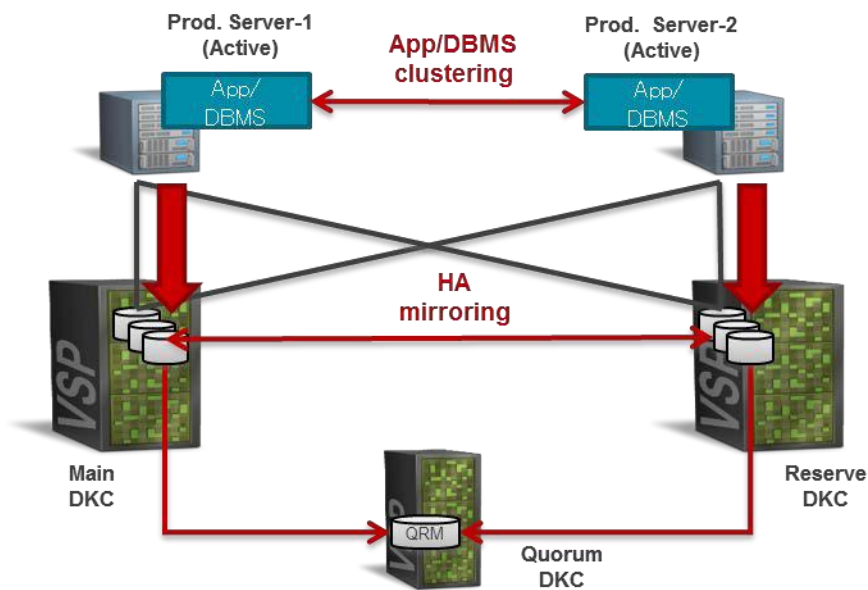 Prod. Server-1
(Active)
App/DBMS
clustering
Prod. Server-2
(Active)
App/
DBMS
App/
DBMS
HA
mirroring
VSP
VSP
Main
DKC
Reserve
DKC
QRM
Quorum
DKC